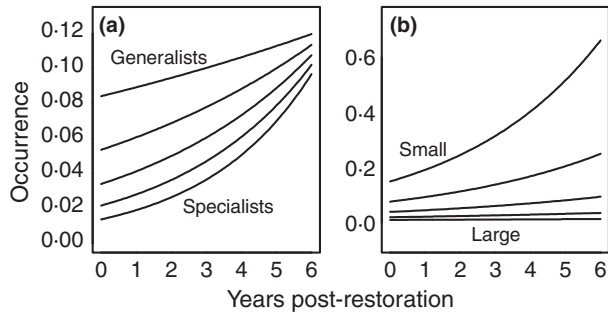 (a)
Occurrence
0·12
0·10
0·08
0·06
0·04
0·02
0·00
Generalists
Specialists
0 1 2 3 4 5 6
(b)
0·6
0·4
0·2
0·0
Small
Large
0 1 2 3 4 5 6
Years post-restoration